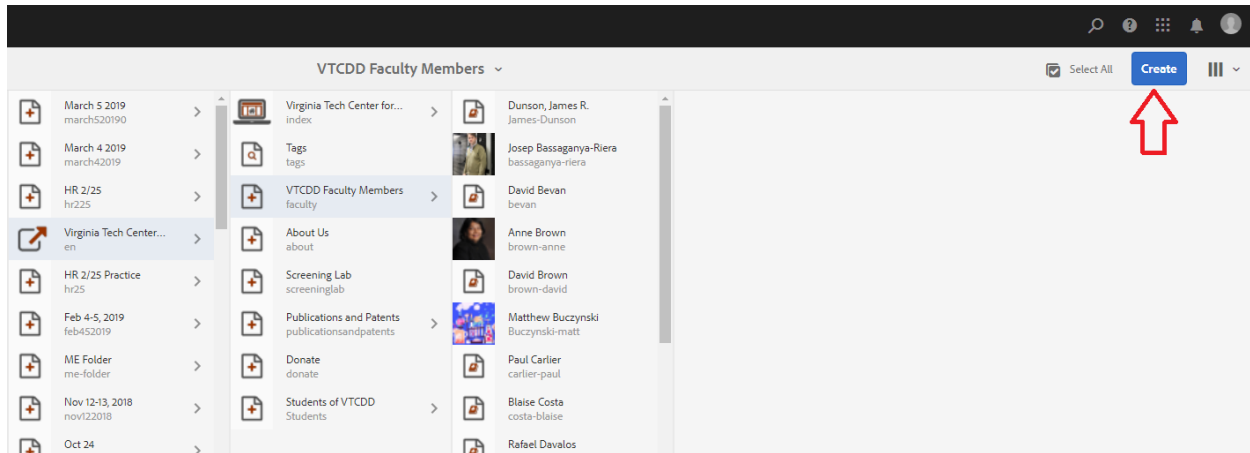 VTCDD Faculty Members
Select All
Create
March 5 2019
march520190
March 4 2019
march42019
HR 2/25
hr225
Virginia Tech Center...
en
HR 2/25 Practice
hr25
Feb 4-5, 2019
feb452019
ME Folder
me-folder
Nov 12-13, 2018
nov122018
Oct 24
Virginia Tech Center for...
index
Tags
tags
VTCDD Faculty Members
faculty
About Us
about
Screening Lab
screeninglab
Publications and Patents
publicationsandpatents
Donate
donate
Students of VTCDD
Students
Dunson, James R.
James-Dunson
Josep Bassaganya-Riera
bassaganya-riera
David Bevan
bevan
Anne Brown
brown-anne
David Brown
brown-david
Matthew Buczynski
Buczynski-matt
Paul Carlier
carlier-paul
Blaise Costa
costa-blaise
Rafael Davalos